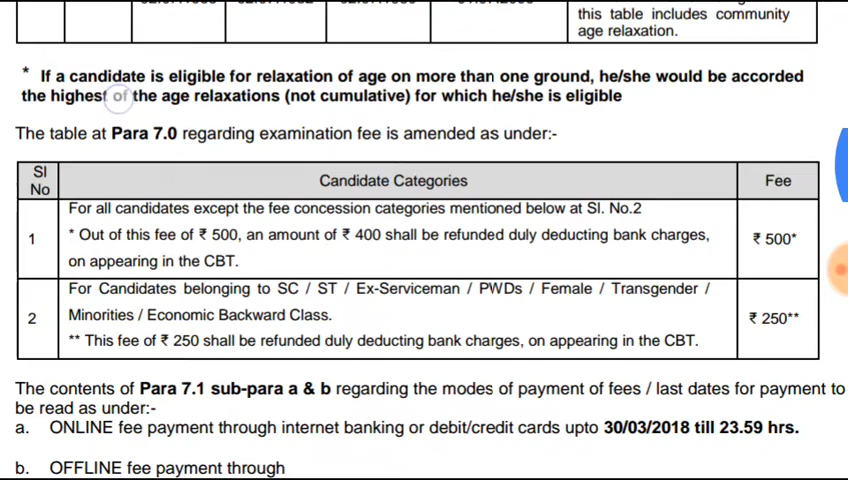 this table includes community
age relaxation.
* If a candidate is eligible for relaxation of age on more than one ground, he/she would be accorded
the highest of the age relaxations (not cumulative) for which he/she is eligible
The table at Para 7.0 regarding examination fee is amended as under:-
Sl No Candidate Categories Fee
For all candidates except the fee concession categories mentioned below at Sl. No.2
1 * Out of this fee of ₹ 500, an amount of ₹ 400 shall be refunded duly deducting bank charges, ₹ 500*
on appearing in the CBT.
For Candidates belonging to SC / ST / Ex-Serviceman / PWDs / Female / Transgender /
2 Minorities / Economic Backward Class. ₹ 250**
** This fee of ₹ 250 shall be refunded duly deducting bank charges, on appearing in the CBT.
The contents of Para 7.1 sub-para a & b regarding the modes of payment of fees / last dates for payment to
be read as under:-
a. ONLINE fee payment through internet banking or debit/credit cards upto 30/03/2018 till 23.59 hrs.
b. OFFLINE fee payment through